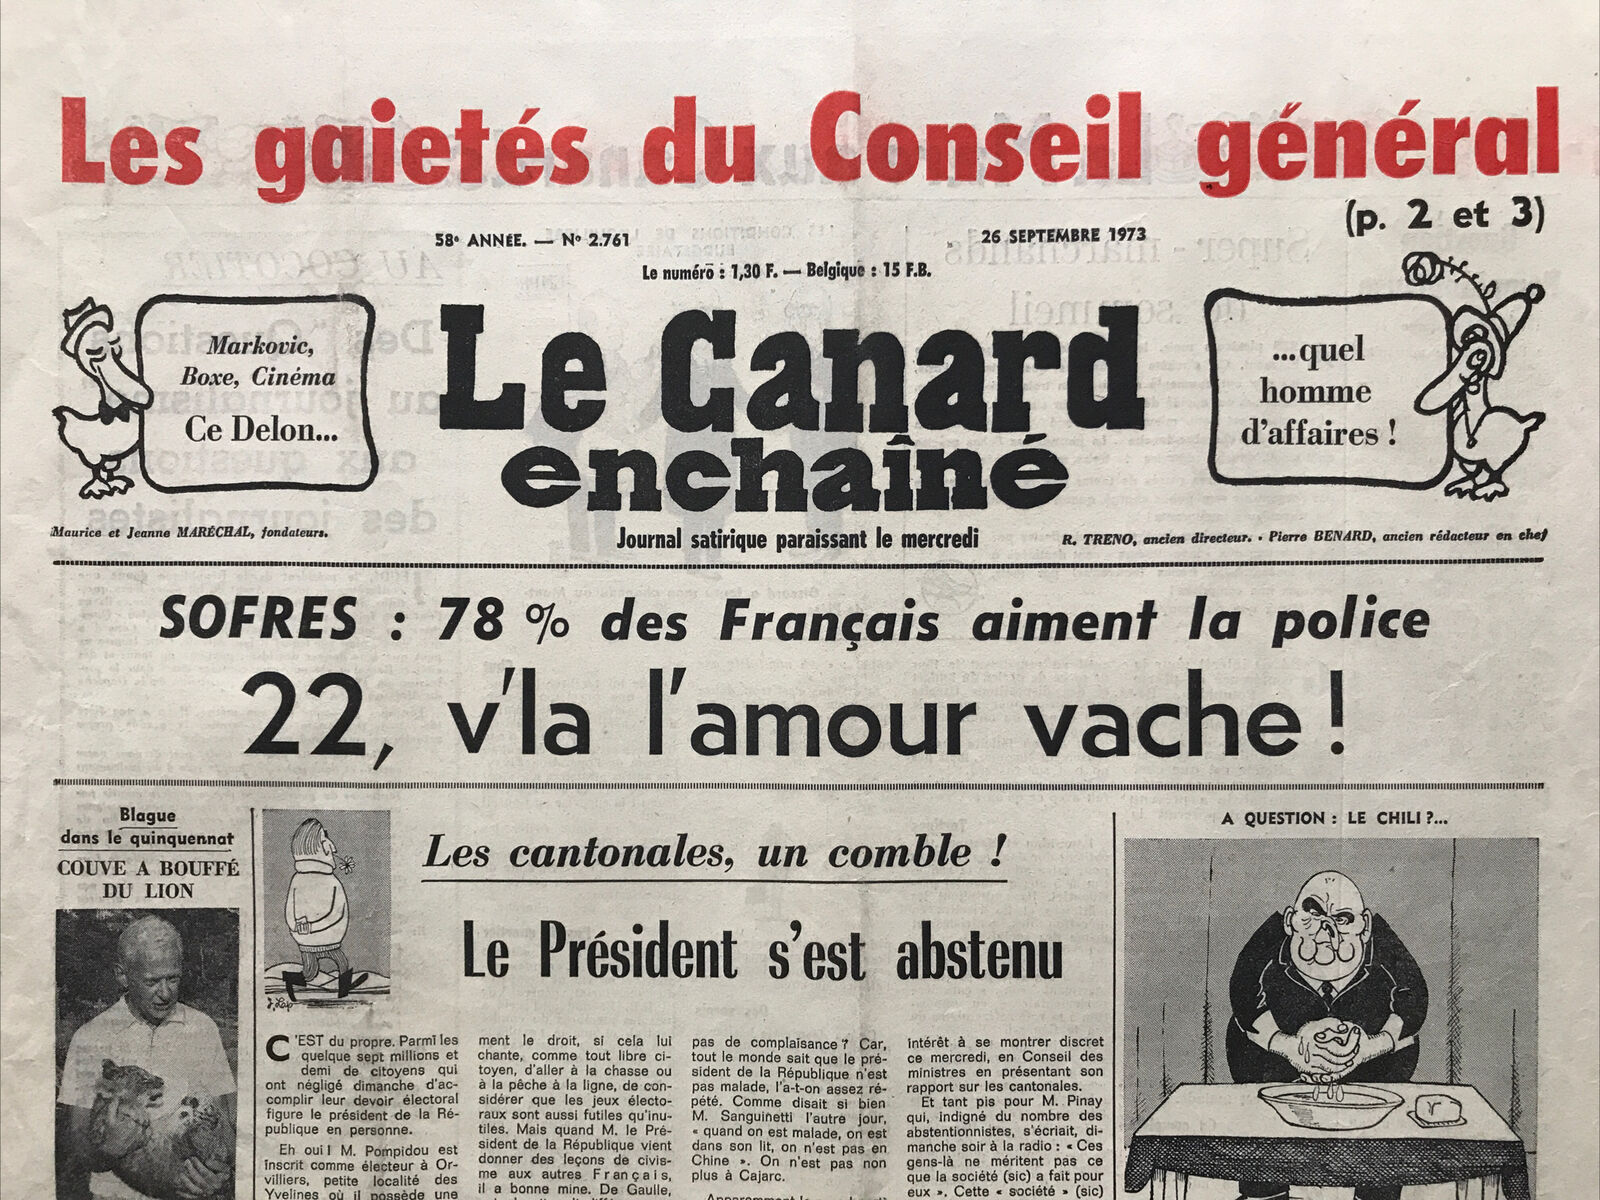 Les gaietés du Conseil général
(p. 2 et 3)
58e ANNÉE. — No 2.761
26 SEPTEMBRE 1973
Le numéro : 1,30 F. — Belgique : 15 F.B.
Markovic,
Boxe, Cinéma
Ce Delon...
Le Canard
enchaîné
...quel
homme
d'affaires !
Maurice et Jeanne MARÉCHAL, fondateurs.
Journal satirique paraissant le mercredi
R. TRENO, ancien directeur. - Pierre BENARD, ancien rédacteur en chef
SOFRES : 78 % des Français aiment la police
22, v'la l'amour vache !
Blague
dans le quinquennat
COUVE A BOUFFÉ
DU LION
J. Lap
Les cantonales, un comble !
Le Président s'est abstenu
C'EST du propre. Parmi les
quelque sept millions et
demi de citoyens qui
ont négligé dimanche d'ac-
complir leur devoir électoral
figure le président de la Ré-
publique en personne.
Eh oui ! M. Pompidou est
inscrit comme électeur à Or-
villiers, petite localité des
Yvelines où il possède une
ment le droit, si cela lui
chante, comme tout libre ci-
toyen, d'aller à la chasse ou
à la pêche à la ligne, de con-
sidérer que les jeux électo-
raux sont aussi futiles qu'inu-
tiles. Mais quand M. le Pré-
sident de la République vient
donner des leçons de civis-
me aux autres Français,
il a bonne mine. De Gaulle,
pas de complaisance ? Car,
tout le monde sait que le pré-
sident de la République n'est
pas malade, l'a-t-on assez ré-
pété. Comme disait si bien
M. Sanguinetti l'autre jour,
« quand on est malade, on est
dans son lit, on n'est pas en
Chine ». On n'est pas non
plus à Cajarc.
intérêt à se montrer discret
ce mercredi, en Conseil des
ministres en présentant son
rapport sur les cantonales.
Et tant pis pour M. Pinay
qui, indigné du nombre des
abstentionnistes, s'écriait, di-
manche soir à la radio : « Ces
gens-là ne méritent pas ce
que la société (sic) a fait pour
eux ». Cette « société » (sic)
A QUESTION : LE CHILI ?...